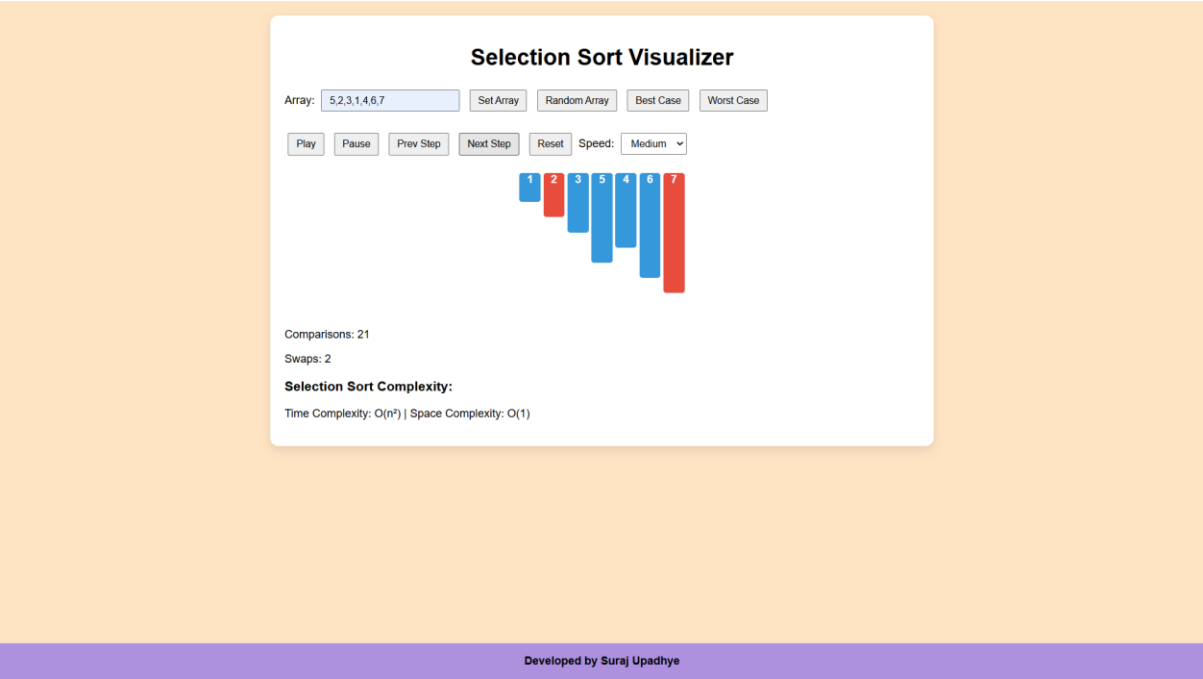 Selection Sort Visualizer
Array: 5,2,3,1,4,6,7 Set Array Random Array Best Case Worst Case
Play Pause Prev Step Next Step Reset Speed: Medium
1 2 3 5 4 6 7
Comparisons: 21
Swaps: 2
Selection Sort Complexity:
Time Complexity: O(n²) | Space Complexity: O(1)
Developed by Suraj Upadhye